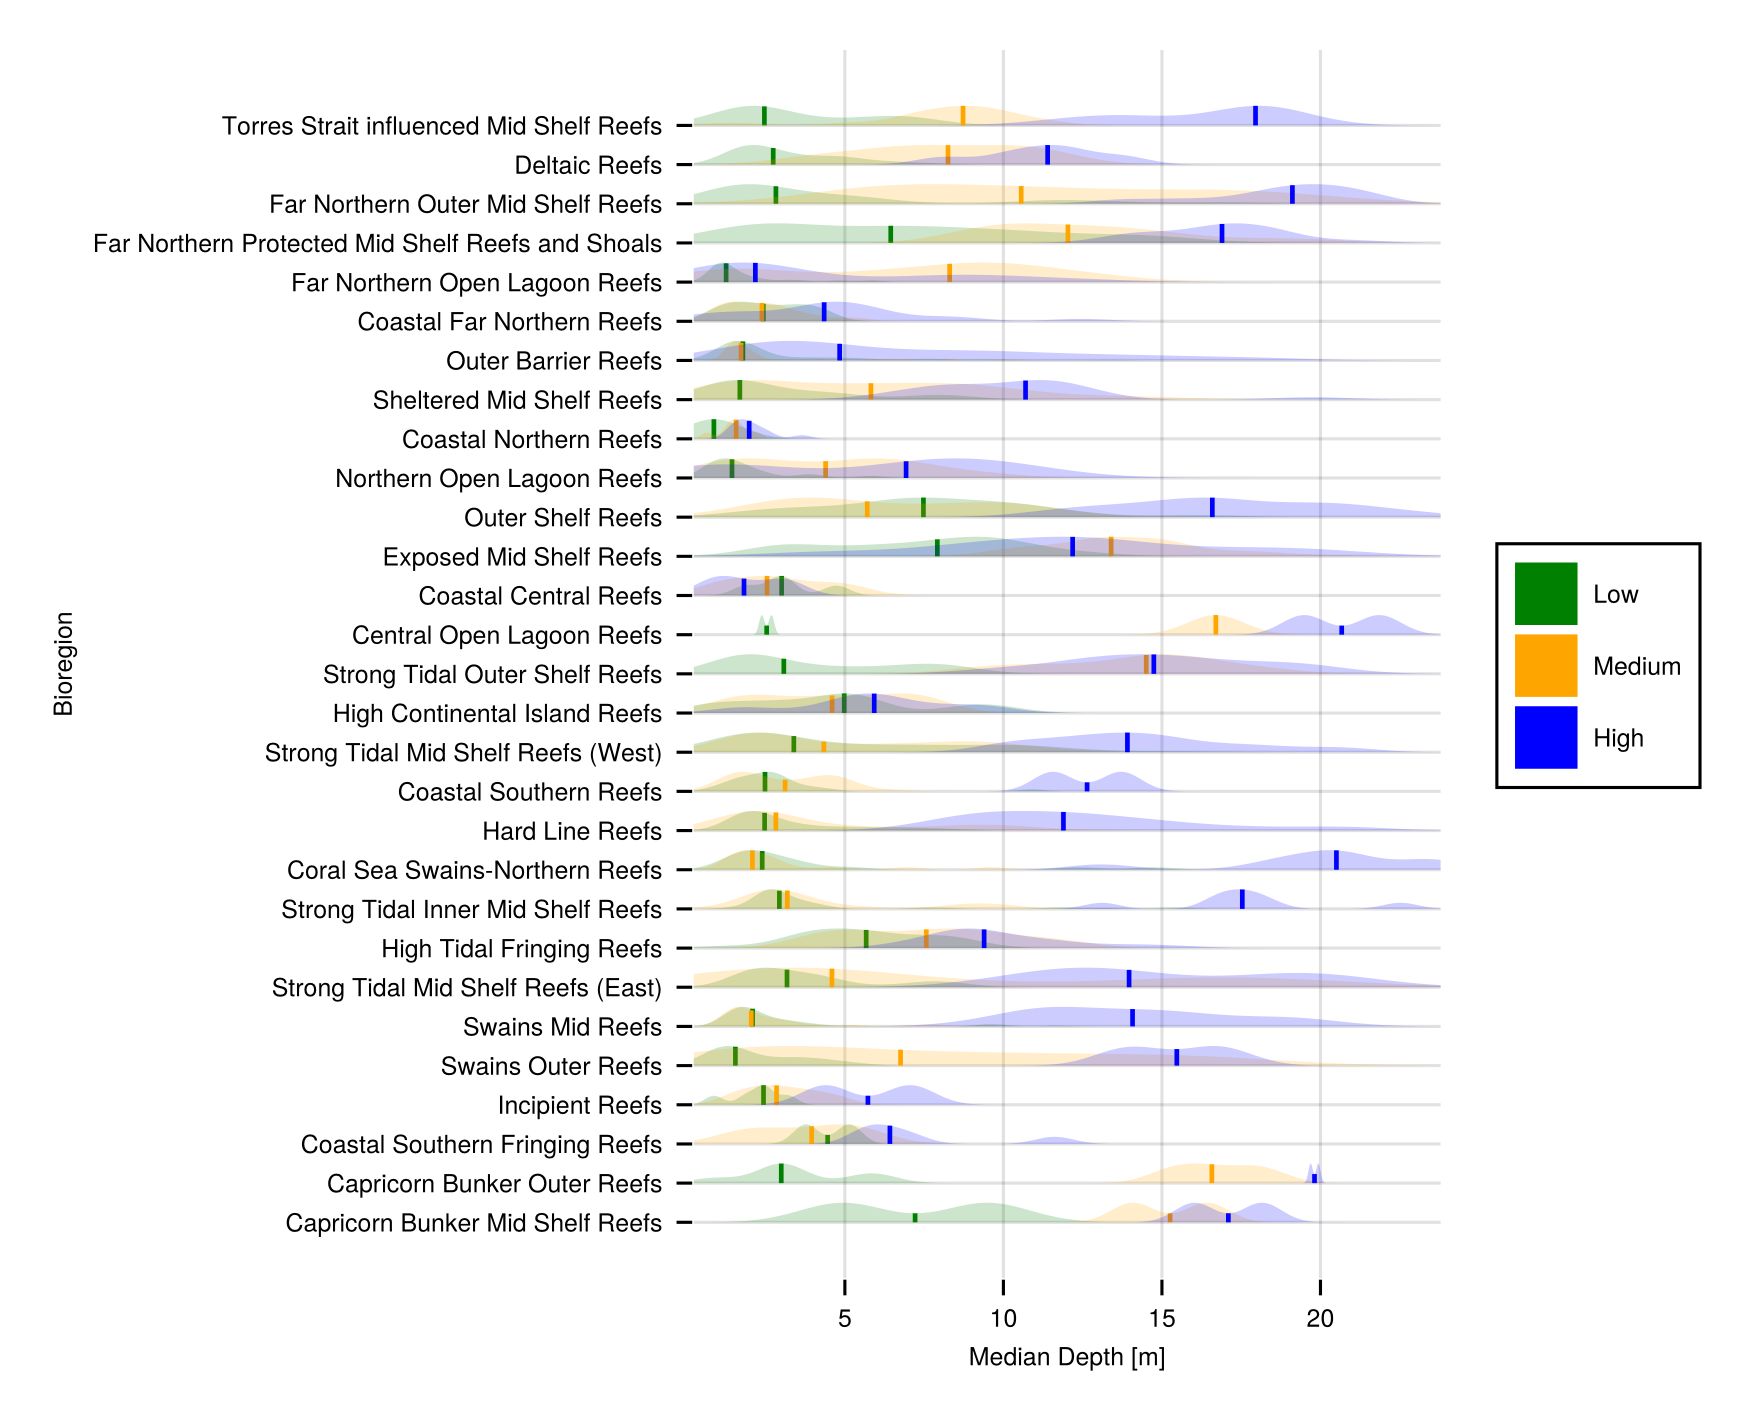 Torres Strait influenced Mid Shelf Reefs
Deltaic Reefs
Far Northern Outer Mid Shelf Reefs
Far Northern Protected Mid Shelf Reefs and Shoals
Far Northern Open Lagoon Reefs
Coastal Far Northern Reefs
Outer Barrier Reefs
Sheltered Mid Shelf Reefs
Coastal Northern Reefs
Northern Open Lagoon Reefs
Outer Shelf Reefs
Exposed Mid Shelf Reefs
Coastal Central Reefs
Central Open Lagoon Reefs
Strong Tidal Outer Shelf Reefs
High Continental Island Reefs
Strong Tidal Mid Shelf Reefs (West)
Coastal Southern Reefs
Hard Line Reefs
Coral Sea Swains-Northern Reefs
Strong Tidal Inner Mid Shelf Reefs
High Tidal Fringing Reefs
Strong Tidal Mid Shelf Reefs (East)
Swains Mid Reefs
Swains Outer Reefs
Incipient Reefs
Coastal Southern Fringing Reefs
Capricorn Bunker Outer Reefs
Capricorn Bunker Mid Shelf Reefs
Bioregion
5 10 15 20
Median Depth [m]
Low
Medium
High